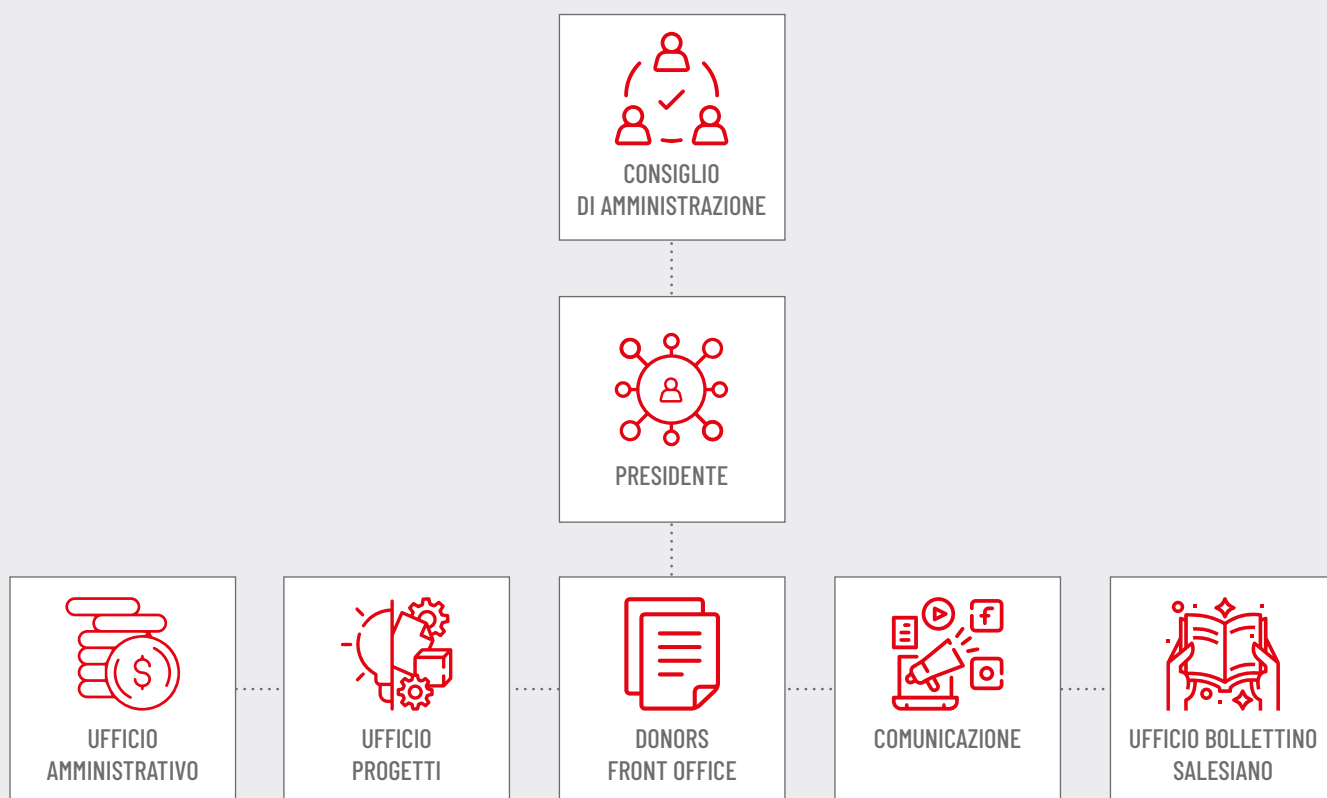 CONSIGLIO
DI AMMINISTRAZIONE
PRESIDENTE
UFFICIO
AMMINISTRATIVO
UFFICIO
PROGETTI
DONORS
FRONT OFFICE
COMUNICAZIONE
UFFICIO BOLLETTINO
SALESIANO